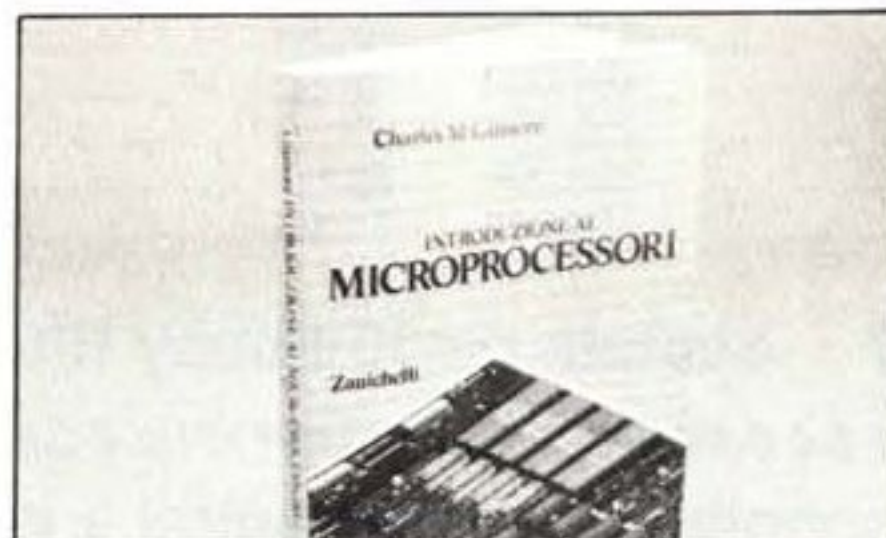 Charles M Gilmore
INTRODUZIONE AI
MICROPROCESSORI
Zanichelli